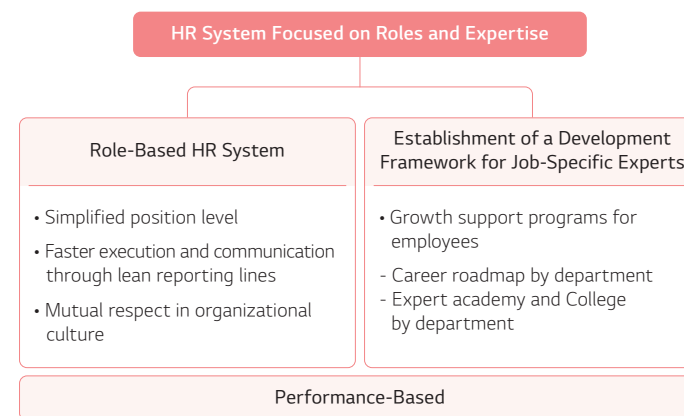 HR System Focused on Roles and Expertise
Role-Based HR System
• Simplified position level
• Faster execution and communication
through lean reporting lines
• Mutual respect in organizational
culture
Establishment of a Development
Framework for Job-Specific Experts
• Growth support programs for
employees
- Career roadmap by department
- Expert academy and College
by department
Performance-Based